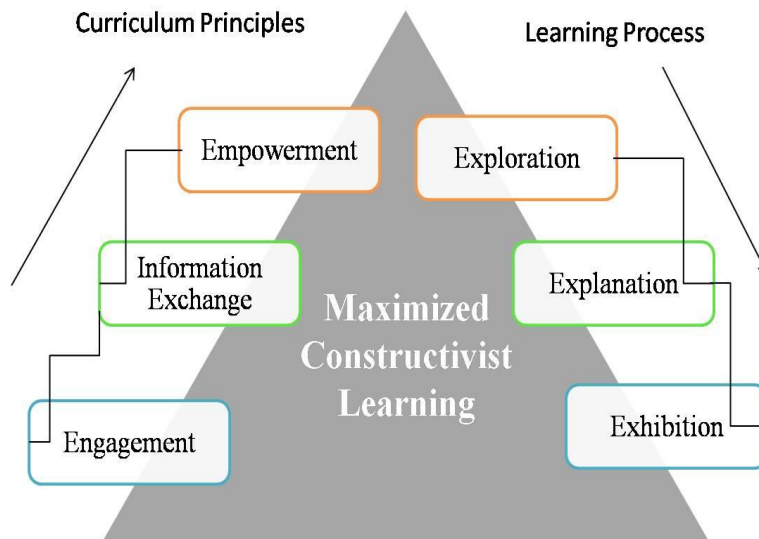 Curriculum Principles
Learning Process
Empowerment
Exploration
Information
Exchange
Explanation
Maximized
Constructivist
Learning
Engagement
Exhibition